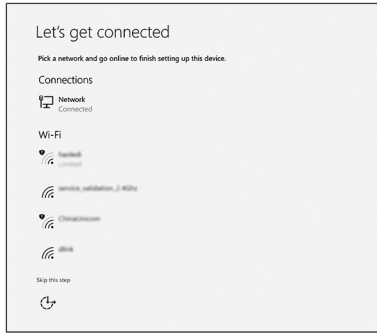 Let's get connected
Pick a network and go online to finish setting up this device.
Connections
Network
Connected
Wi-Fi
Limited
service_validation_2.4Ghz
ChinaUnicom
dlink
Skip this step